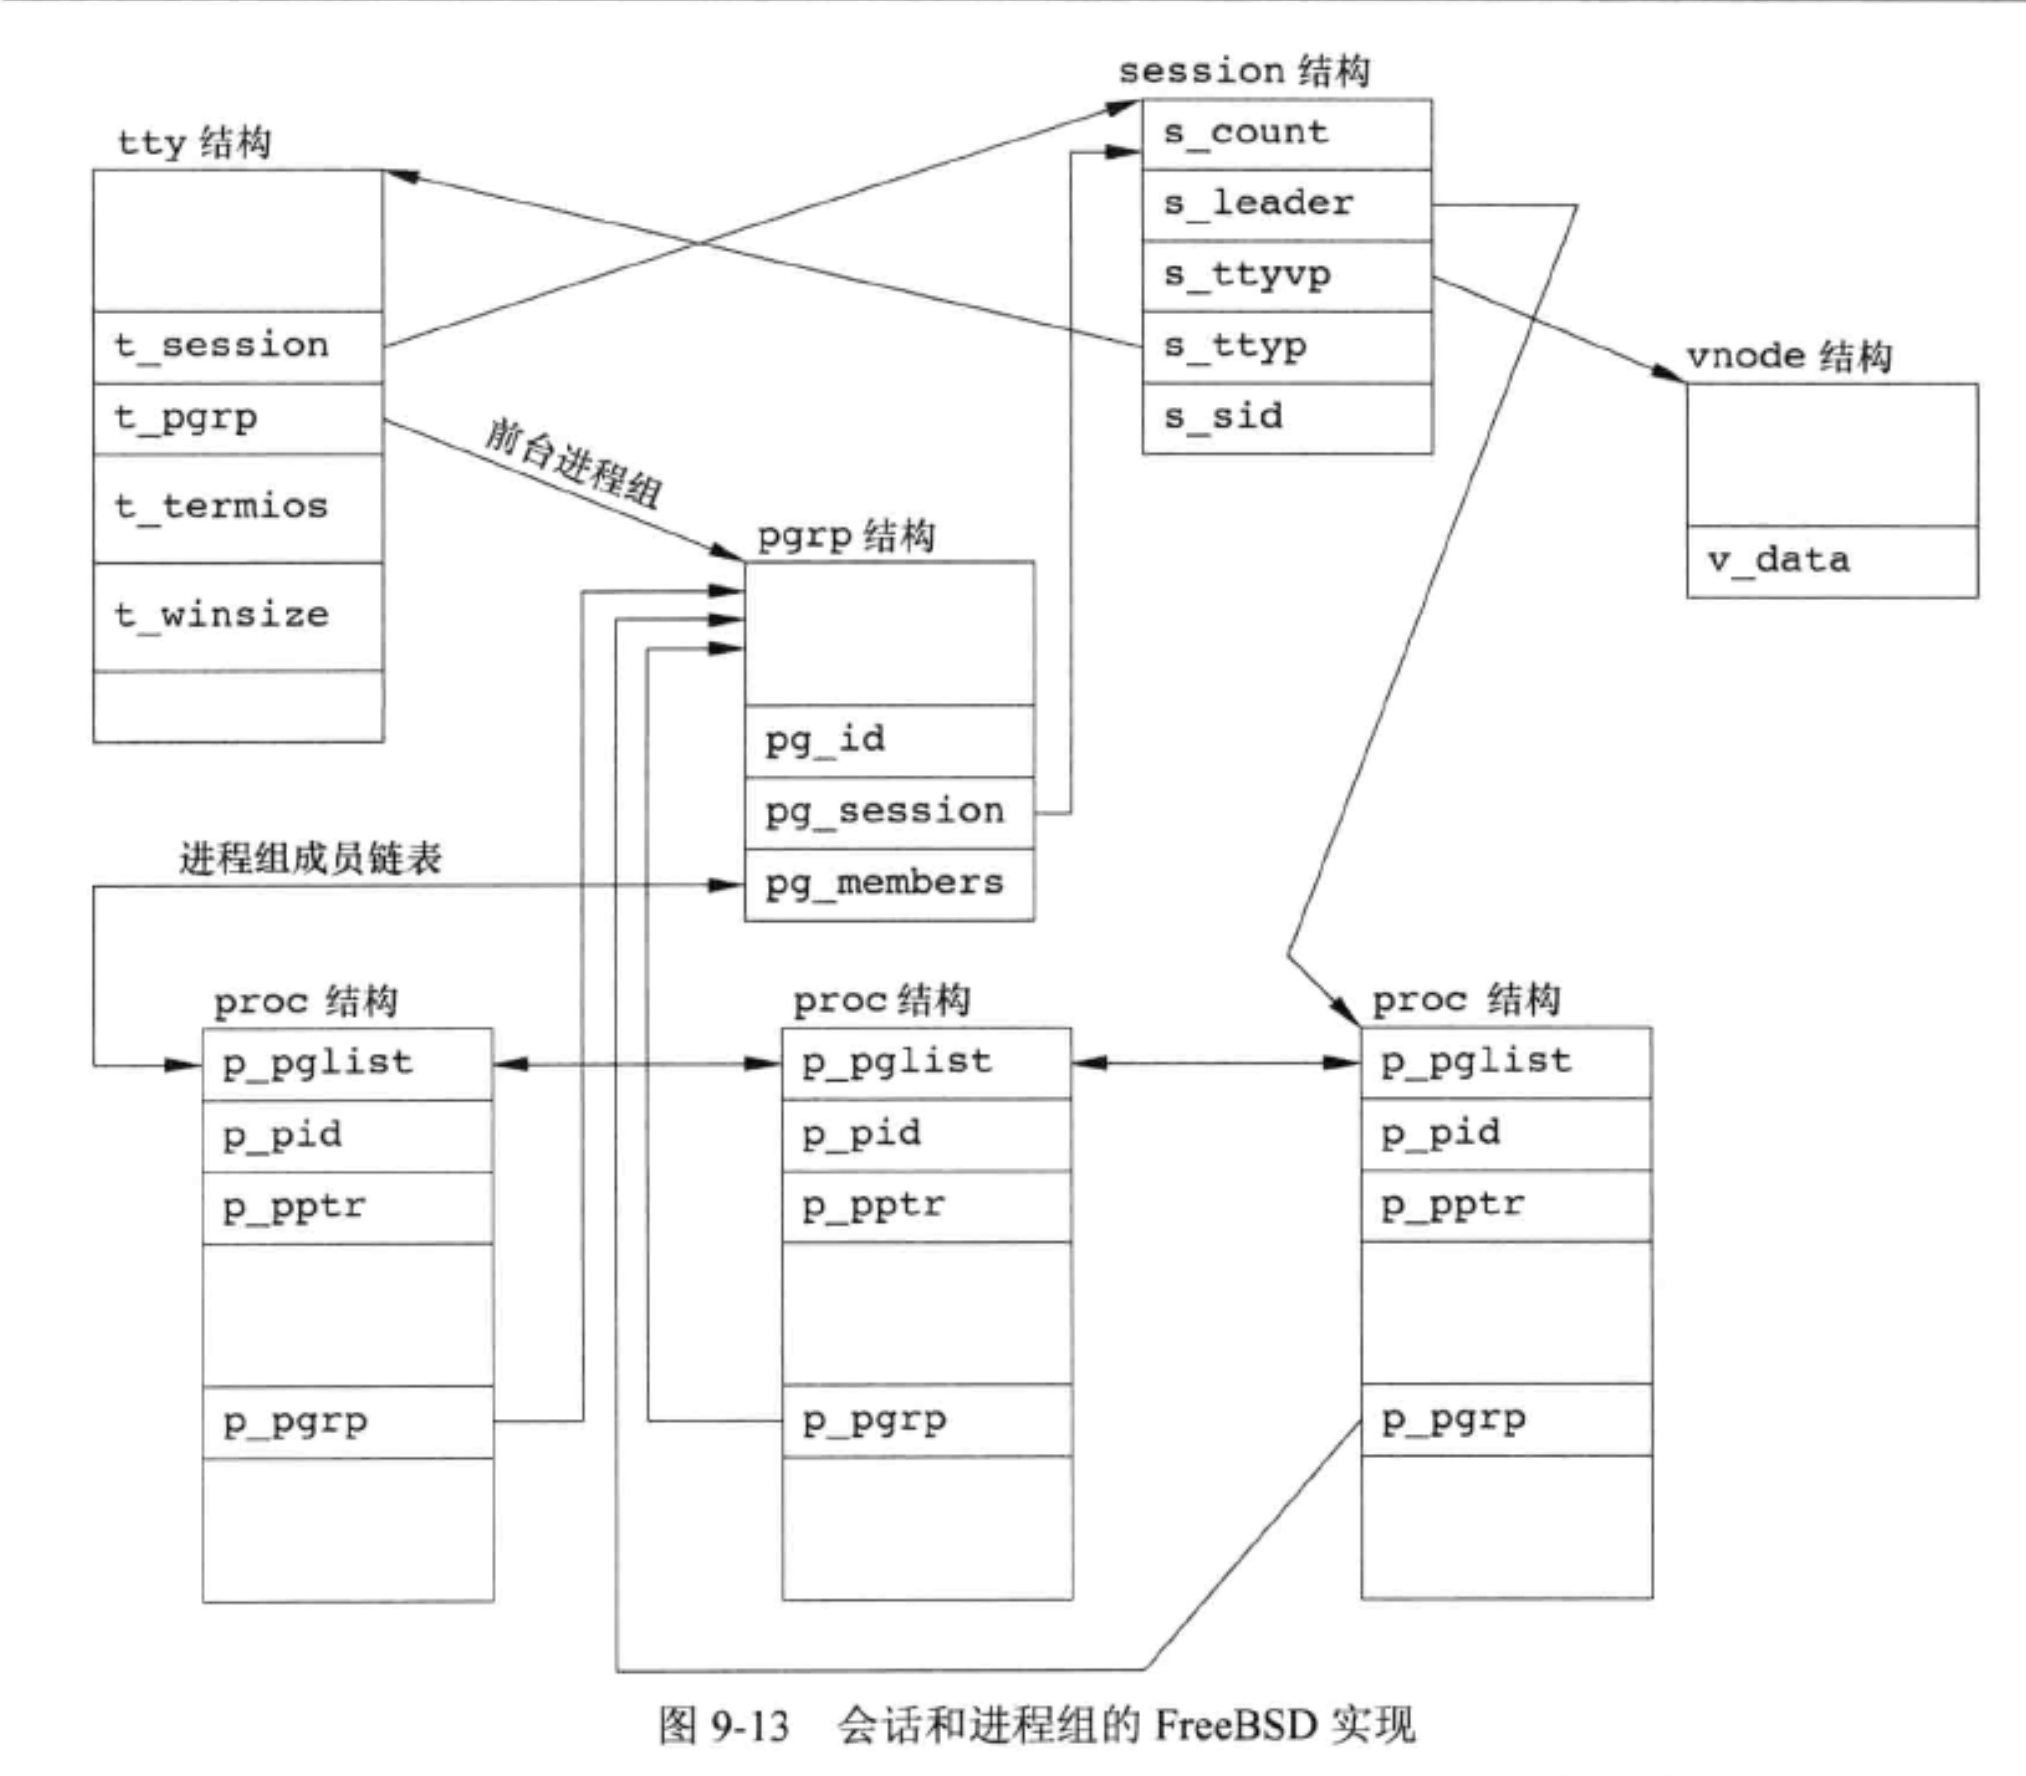 session 结构
s_count
s_leader
s_ttyvp
s_ttyp
s_sid
tty 结构
t_session
t_pgrp
t_termios
t_winsize
前台进程组
vnode 结构
v_data
pgrp 结构
pg_id
pg_session
pg_members
进程组成员链表
proc 结构
p_pglist
p_pid
p_pptr
p_pgrp
proc 结构
p_pglist
p_pid
p_pptr
p_pgrp
proc 结构
p_pglist
p_pid
p_pptr
p_pgrp
图 9-13 会话和进程组的 FreeBSD 实现